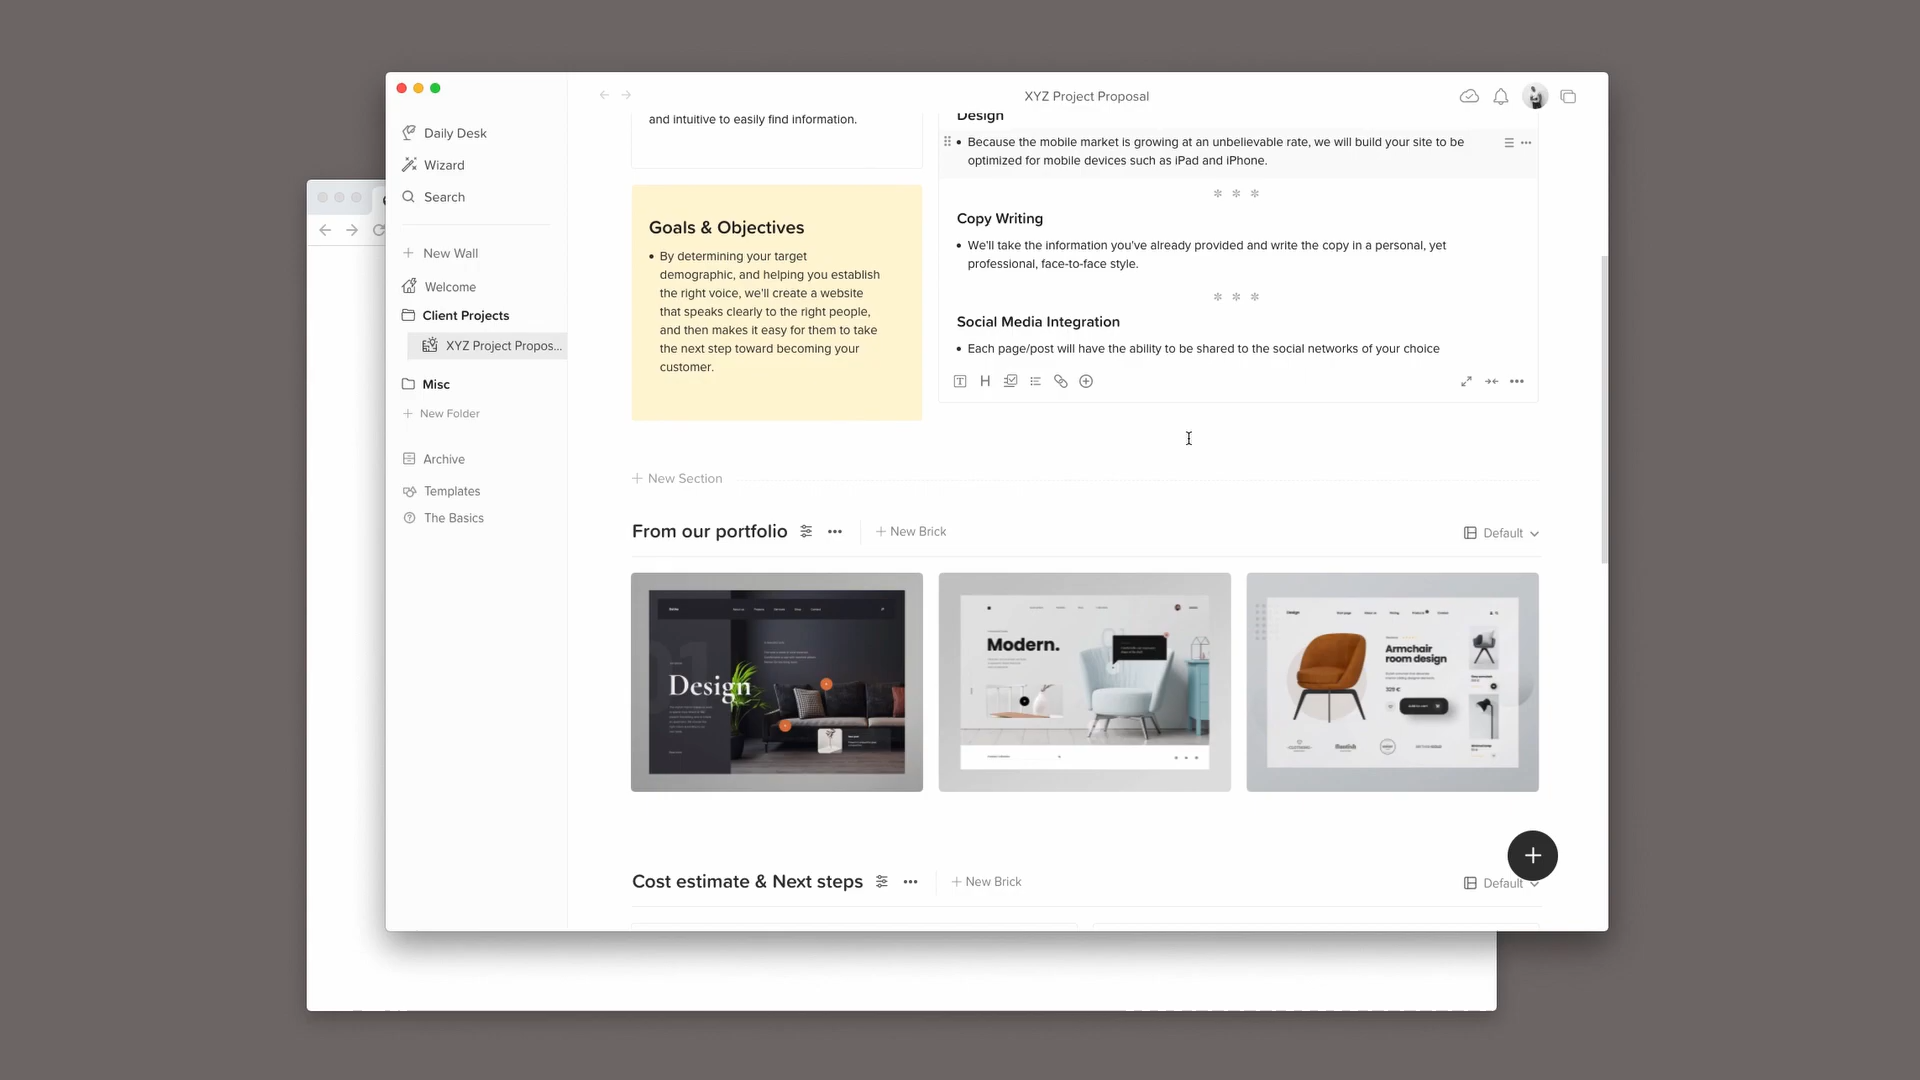 XYZ Project Proposal
Daily Desk
Wizard
Search
New Wall
Welcome
Client Projects
XYZ Project Propos...
Misc
New Folder
Archive
Templates
The Basics
and intuitive to easily find information.
Goals & Objectives
• By determining your target
demographic, and helping you establish
the right voice, we'll create a website
that speaks clearly to the right people,
and then makes it easy for them to take
the next step toward becoming your
customer.
Design
• Because the mobile market is growing at an unbelievable rate, we will build your site to be
optimized for mobile devices such as iPad and iPhone.
* * *
Copy Writing
• We'll take the information you've already provided and write the copy in a personal, yet
professional, face-to-face style.
* * *
Social Media Integration
• Each page/post will have the ability to be shared to the social networks of your choice
+ New Section
From our portfolio
+ New Brick
Default
Design
Modern.
Armchair
room design
Cost estimate & Next steps
+ New Brick
Default